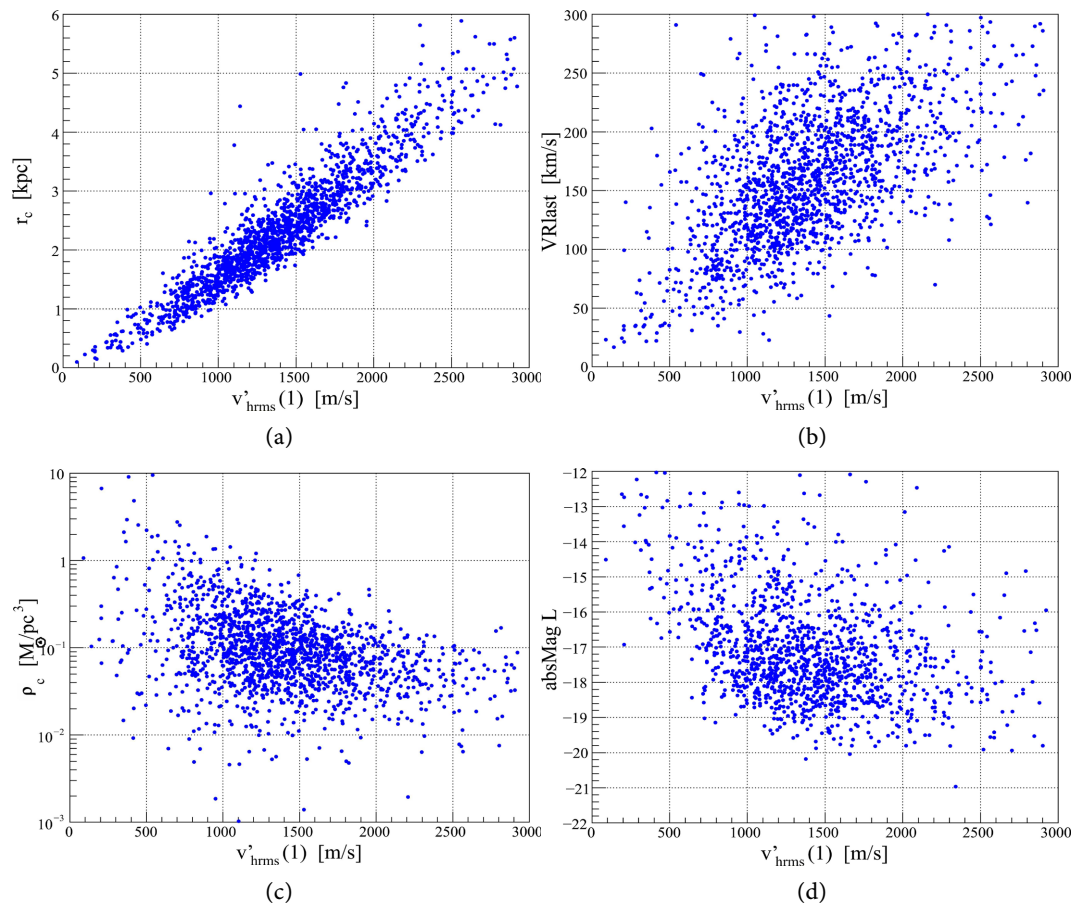 6
5
4
3
2
1
0
r_c [kpc]
0 500 1000 1500 2000 2500 3000
v'_hrms(1) [m/s]
(a)
300
250
200
150
100
50
0
VRlast [km/s]
0 500 1000 1500 2000 2500 3000
v'_hrms(1) [m/s]
(b)
10
1
10⁻¹
10⁻²
10⁻³
ρ_c [M⊙/pc³]
0 500 1000 1500 2000 2500 3000
v'_hrms(1) [m/s]
(c)
−12
−13
−14
−15
−16
−17
−18
−19
−20
−21
−22
absMag L
0 500 1000 1500 2000 2500 3000
v'_hrms(1) [m/s]
(d)